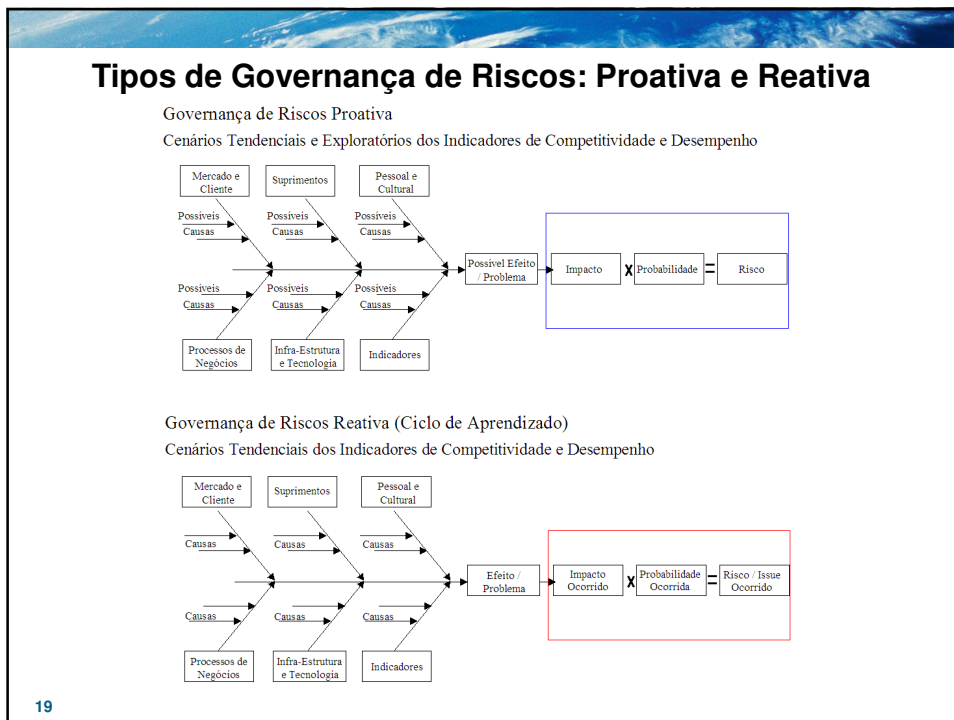 Tipos de Governança de Riscos: Proativa e Reativa
Governança de Riscos Proativa
Cenários Tendenciais e Exploratórios dos Indicadores de Competitividade e Desempenho
Mercado e
Cliente
Suprimentos
Pessoal e
Cultural
Possíveis
Causas
Possíveis
Causas
Possíveis
Causas
Possível Efeito
/ Problema
Impacto
X
Probabilidade
=
Risco
Possíveis
Causas
Possíveis
Causas
Possíveis
Causas
Processos de
Negócios
Infra-Estrutura
e Tecnologia
Indicadores
Governança de Riscos Reativa (Ciclo de Aprendizado)
Cenários Tendenciais dos Indicadores de Competitividade e Desempenho
Mercado e
Cliente
Suprimentos
Pessoal e
Cultural
Causas
Causas
Causas
Efeito /
Problema
Impacto
Ocorrido
X
Probabilidade
Ocorrida
=
Risco / Issue
Ocorrido
Causas
Causas
Causas
Processos de
Negócios
Infra-Estrutura
e Tecnologia
Indicadores
19